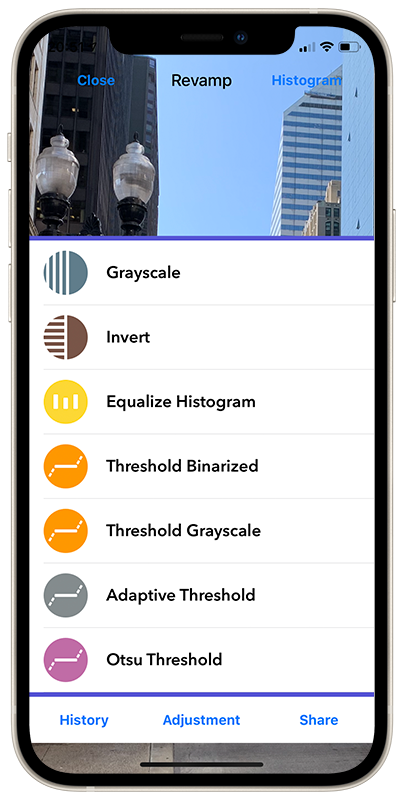 Close Revamp Histogram
Grayscale
Invert
Equalize Histogram
Threshold Binarized
Threshold Grayscale
Adaptive Threshold
Otsu Threshold
History Adjustment Share